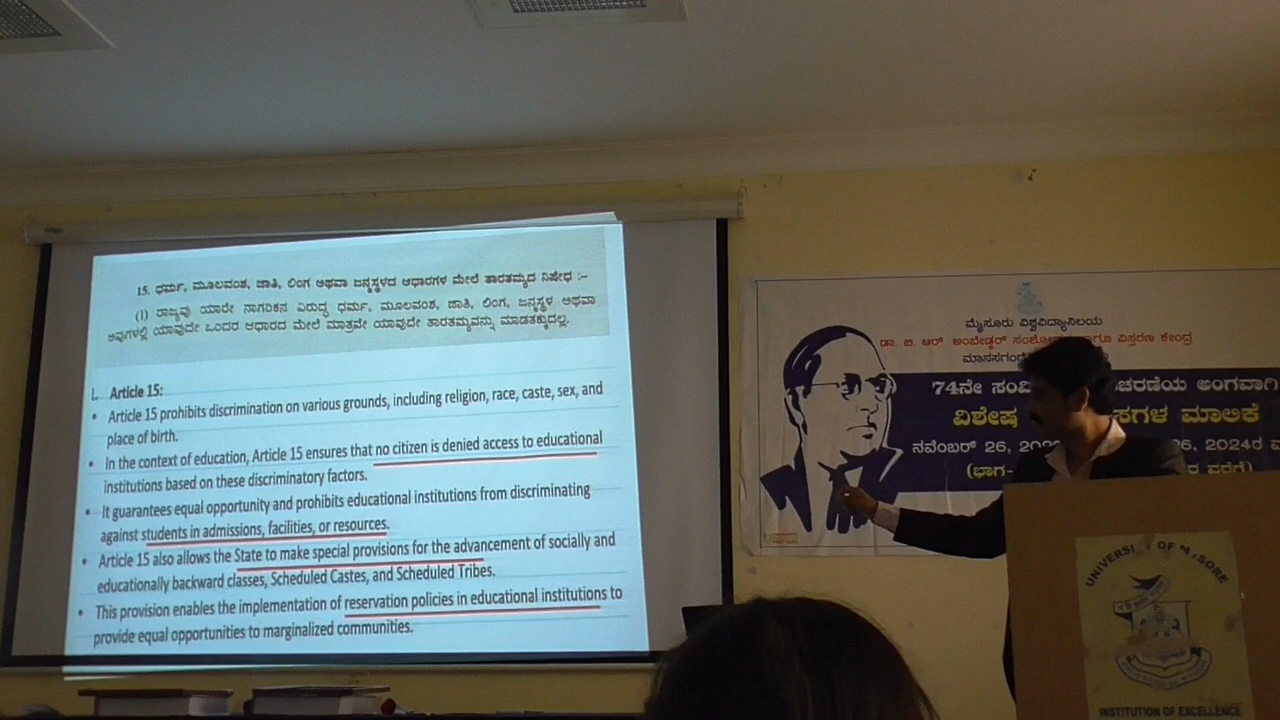 15. ಧರ್ಮ, ಮೂಲವಂಶ, ಜಾತಿ, ಲಿಂಗ ಅಥವಾ ಜನ್ಮಸ್ಥಳದ ಆಧಾರಗಳ ಮೇಲೆ ತಾರತಮ್ಯದ ನಿಷೇಧ :–
(1) ರಾಜ್ಯವು ಯಾರೇ ನಾಗರಿಕನ ವಿರುದ್ಧ ಧರ್ಮ, ಮೂಲವಂಶ, ಜಾತಿ, ಲಿಂಗ, ಜನ್ಮಸ್ಥಳ ಅಥವಾ
ಅವುಗಳಲ್ಲಿ ಯಾವುದೇ ಒಂದರ ಆಧಾರದ ಮೇಲೆ ಮಾತ್ರವೇ ಯಾವುದೇ ತಾರತಮ್ಯವನ್ನು ಮಾಡತಕ್ಕುದಲ್ಲ.
Article 15:
• Article 15 prohibits discrimination on various grounds, including religion, race, caste, sex, and
place of birth.
• In the context of education, Article 15 ensures that no citizen is denied access to educational
institutions based on these discriminatory factors.
• It guarantees equal opportunity and prohibits educational institutions from discriminating
against students in admissions, facilities, or resources.
• Article 15 also allows the State to make special provisions for the advancement of socially and
educationally backward classes, Scheduled Castes, and Scheduled Tribes.
• This provision enables the implementation of reservation policies in educational institutions to
provide equal opportunities to marginalized communities.
ಮೈಸೂರು ವಿಶ್ವವಿದ್ಯಾನಿಲಯ
ಡಾ. ಬಿ. ಆರ್ ಅಂಬೇಡ್ಕರ್ ವಿಸ್ತರಣ ಕೇಂದ್ರ
'74ನೇ ಅಂಗವಾಗಿ
ವಿಶೇಷ ಮಾಲಿಕೆ
ನವೆಂಬರ್ 26, 26, 2024ರ
ವರೆಗೆ)
UNIVERSITY OF MYSORE
INSTITUTION OF EXCELLENCE